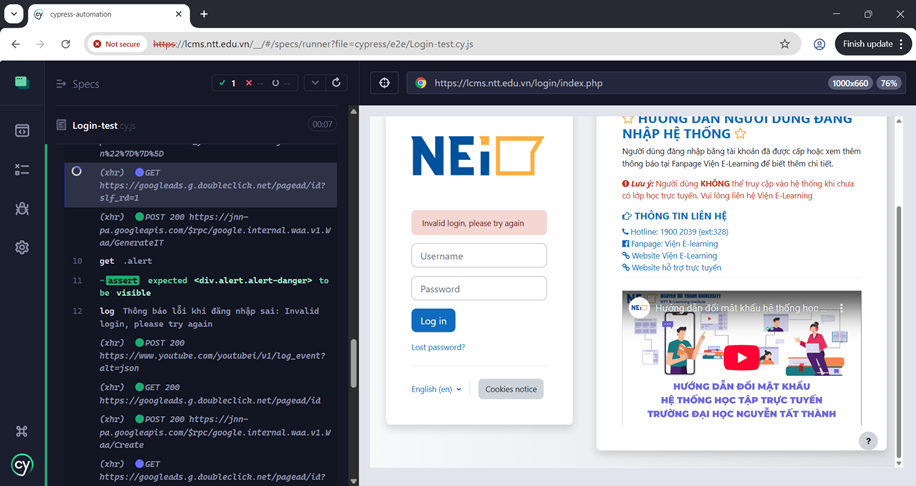 cypress-automation
Not secure
https://lcms.ntt.edu.vn/__/#/specs/runner?file=cypress/e2e/Login-test.cy.js
Finish update
Specs
1
--
--
https://lcms.ntt.edu.vn/login/index.php
1000x660
76%
Login-test.cy.js
00:07
n%22%7D%7D%5D
(xhr) GET
https://googleads.g.doubleclick.net/pagead/id?
slf_rd=1
(xhr) POST 200 https://jnn-
pa.googleapis.com/$rpc/google.internal.waa.v1.W
aa/GenerateIT
10 get .alert
11 -assert expected <div.alert.alert-danger> to
be visible
12 log Thông báo lỗi khi đăng nhập sai: Invalid
login, please try again
(xhr) POST 200
https://www.youtube.com/youtubei/v1/log_event?
alt=json
(xhr) GET 200
https://googleads.g.doubleclick.net/pagead/id
(xhr) POST 200 https://jnn-
pa.googleapis.com/$rpc/google.internal.waa.v1.W
aa/Create
(xhr) GET
https://googleads.g.doubleclick.net/pagead/id?
cy
NEi
Invalid login, please try again
Username
Password
Log in
Lost password?
English (en)
Cookies notice
HƯỚNG DẪN NGƯỜI DÙNG ĐĂNG
NHẬP HỆ THỐNG
Người dùng đăng nhập bằng tài khoản đã được cấp hoặc xem thêm
thông báo tại Fanpage Viện E-Learning để biết thêm chi tiết.
Lưu ý: Người dùng KHÔNG thể truy cập vào hệ thống khi chưa
có lớp học trực tuyến. Vui lòng liên hệ Viện E-Learning
THÔNG TIN LIÊN HỆ
Hotline: 1900 2039 (ext:328)
Fanpage: Viện E-learning
Website Viện E-Learning
Website hỗ trợ trực tuyến
NGUYEN TAT THANH UNIVERSITY
NEi
Hướng dẫn đổi mật khẩu hệ thống học ...
HƯỚNG DẪN ĐỔI MẬT KHẨU
HỆ THỐNG HỌC TẬP TRỰC TUYẾN
TRƯỜNG ĐẠI HỌC NGUYỄN TẤT THÀNH
?